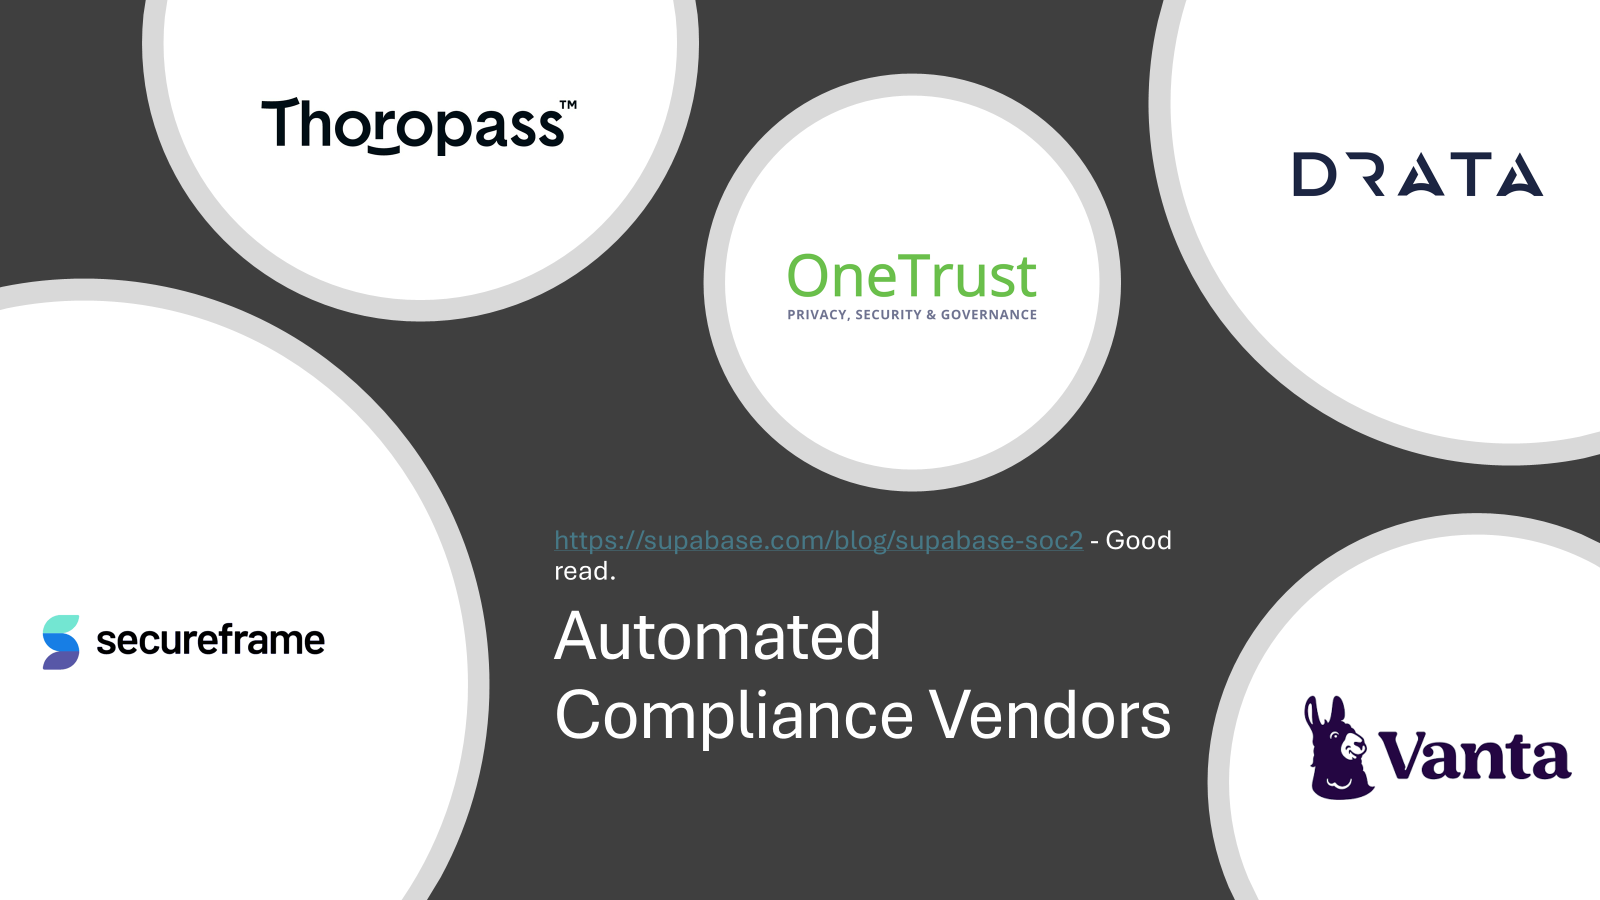 Thoropass™
DRATA
OneTrust
PRIVACY, SECURITY & GOVERNANCE
https://supabase.com/blog/supabase-soc2 - Good
read.
Automated
Compliance Vendors
secureframe
Vanta